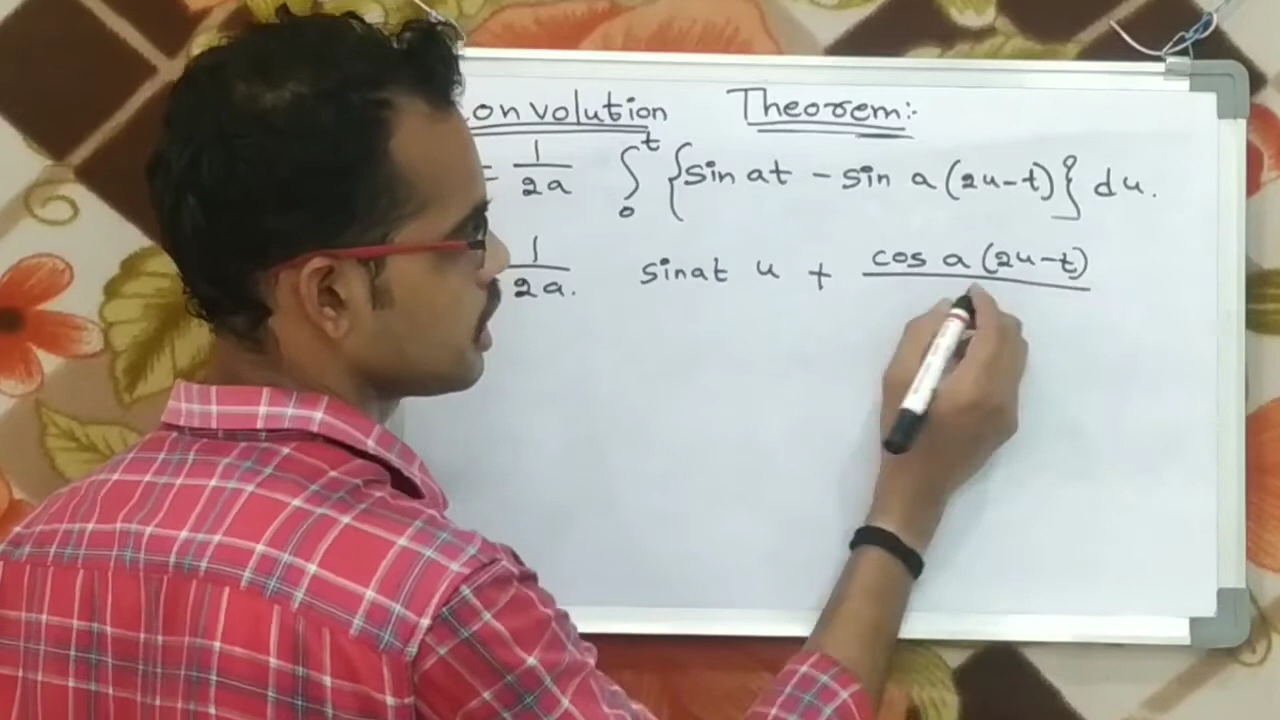 onvolution Theorem:-
= 1/2a ∫₀ᵗ {sin at - sin a(2u-t)} du.
1/2a. sinat u + cos a(2u-t)